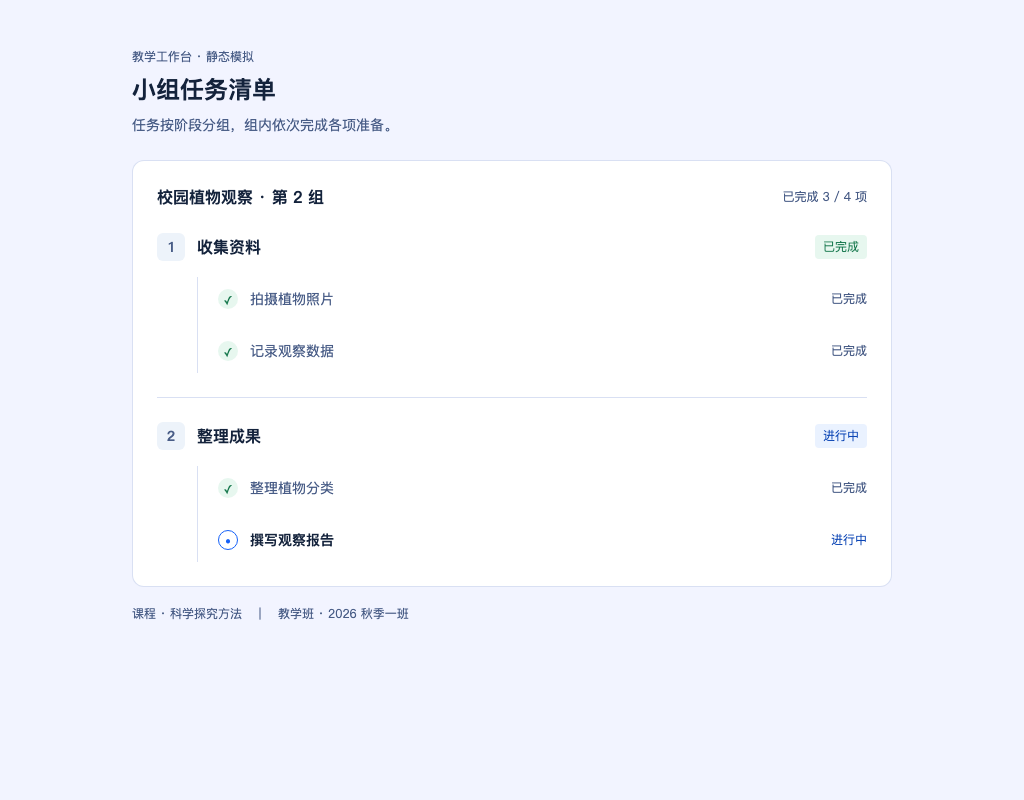 教学工作台 · 静态模拟
小组任务清单
任务按阶段分组，组内依次完成各项准备。
校园植物观察 · 第 2 组
已完成 3 / 4 项
1 收集资料 已完成
✓ 拍摄植物照片 已完成
✓ 记录观察数据 已完成
2 整理成果 进行中
✓ 整理植物分类 已完成
撰写观察报告 进行中
课程 · 科学探究方法 | 教学班 · 2026 秋季一班